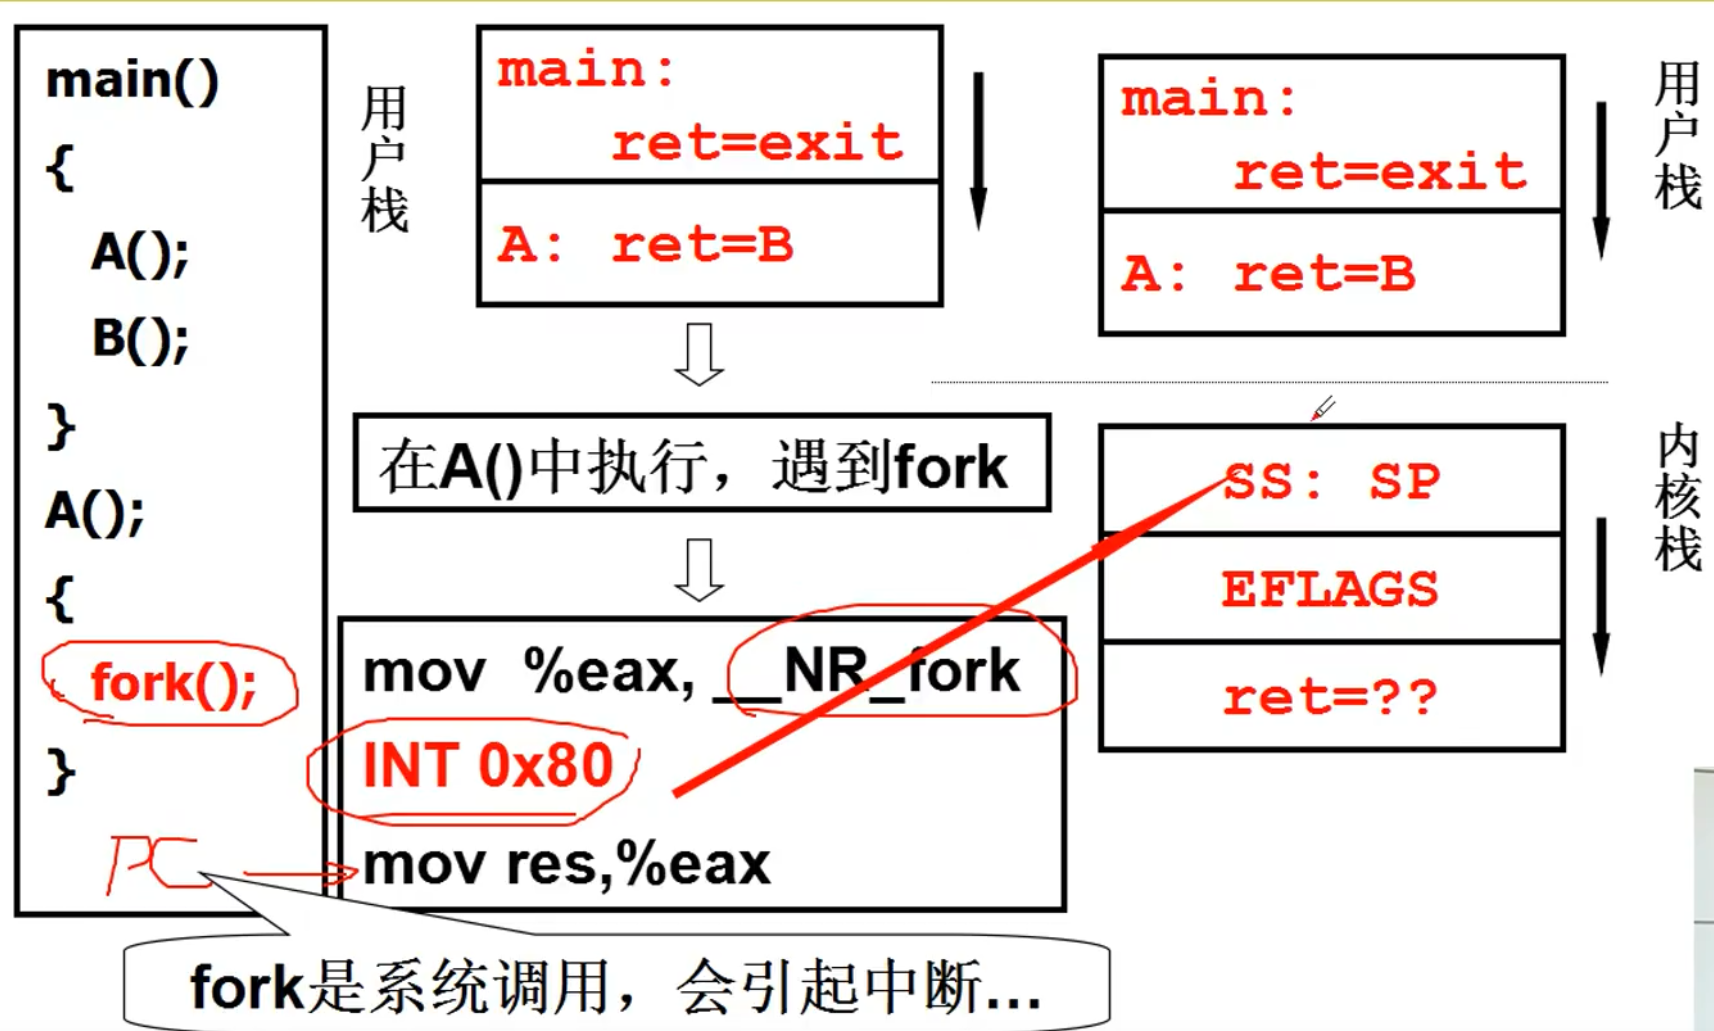 main()
{
A();
B();
}
A();
{
fork();
}
PC
用户栈
main:
ret=exit
A: ret=B
在A()中执行，遇到fork
mov %eax, __NR_fork
INT 0x80
mov res,%eax
fork是系统调用，会引起中断...
main:
ret=exit
A: ret=B
用户栈
SS: SP
EFLAGS
ret=??
内核栈